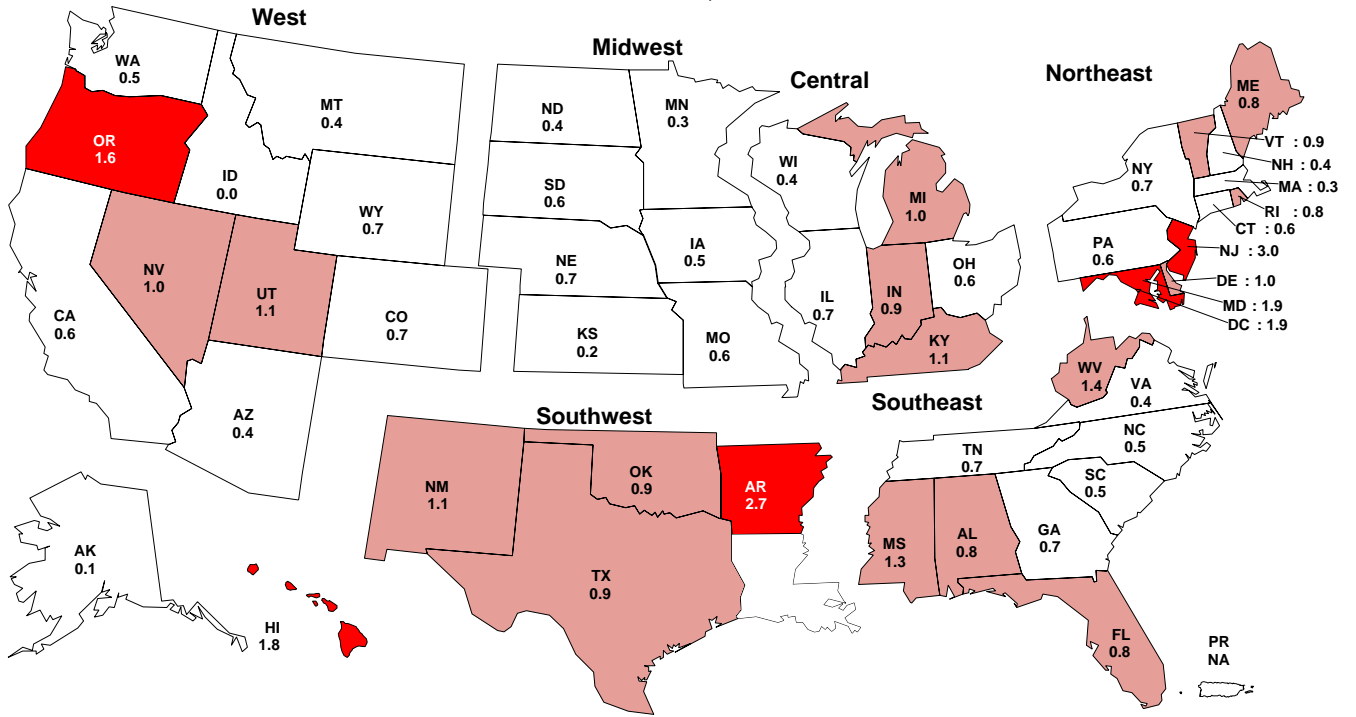 West
WA
0.5
OR
1.6
MT
0.4
ID
0.0
WY
0.7
NV
1.0
UT
1.1
CA
0.6
CO
0.7
AZ
0.4
AK
0.1
HI
1.8
Midwest
ND
0.4
MN
0.3
SD
0.6
NE
0.7
IA
0.5
KS
0.2
MO
0.6
Central
WI
0.4
MI
1.0
IL
0.7
IN
0.9
OH
0.6
KY
1.1
Northeast
ME
0.8
VT : 0.9
NH : 0.4
MA : 0.3
RI : 0.8
CT : 0.6
NJ : 3.0
DE : 1.0
MD : 1.9
DC : 1.9
NY
0.7
PA
0.6
Southwest
NM
1.1
OK
0.9
AR
2.7
TX
0.9
Southeast
WV
1.4
VA
0.4
TN
0.7
NC
0.5
SC
0.5
MS
1.3
AL
0.8
GA
0.7
FL
0.8
PR
NA